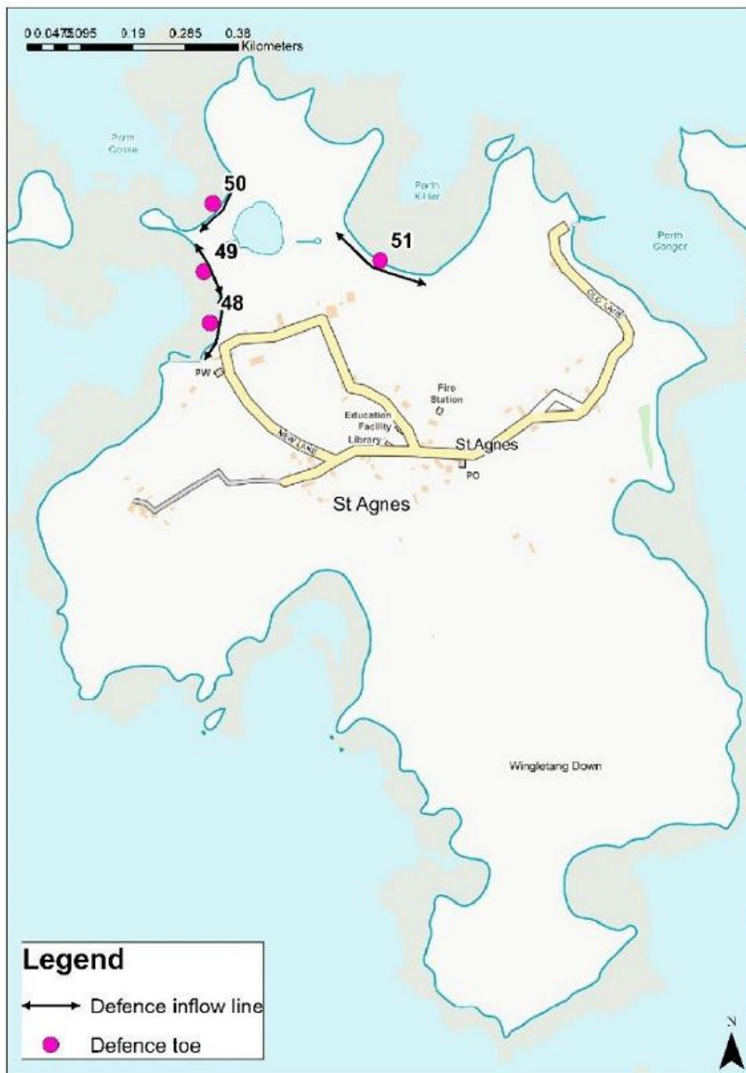 0 0.0475 0.095 0.19 0.285 0.38
Kilometers
Porth
Coose
50
Porth
Killier
51
49
Porth
Conger
48
OLD LANE
PW
Fire
Station
Education
Facility
Library
NEW LANE
St Agnes
PO
St Agnes
Wingletang Down
Legend
Defence inflow line
Defence toe
N